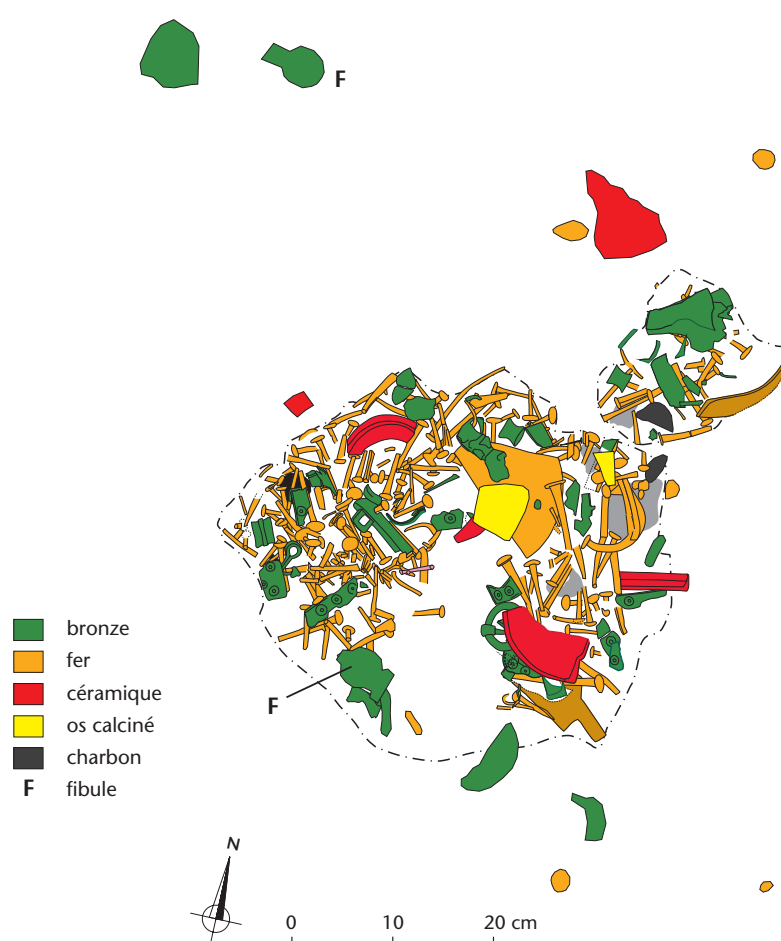 F
F
bronze
fer
céramique
os calciné
charbon
F fibule
N
0 10 20 cm